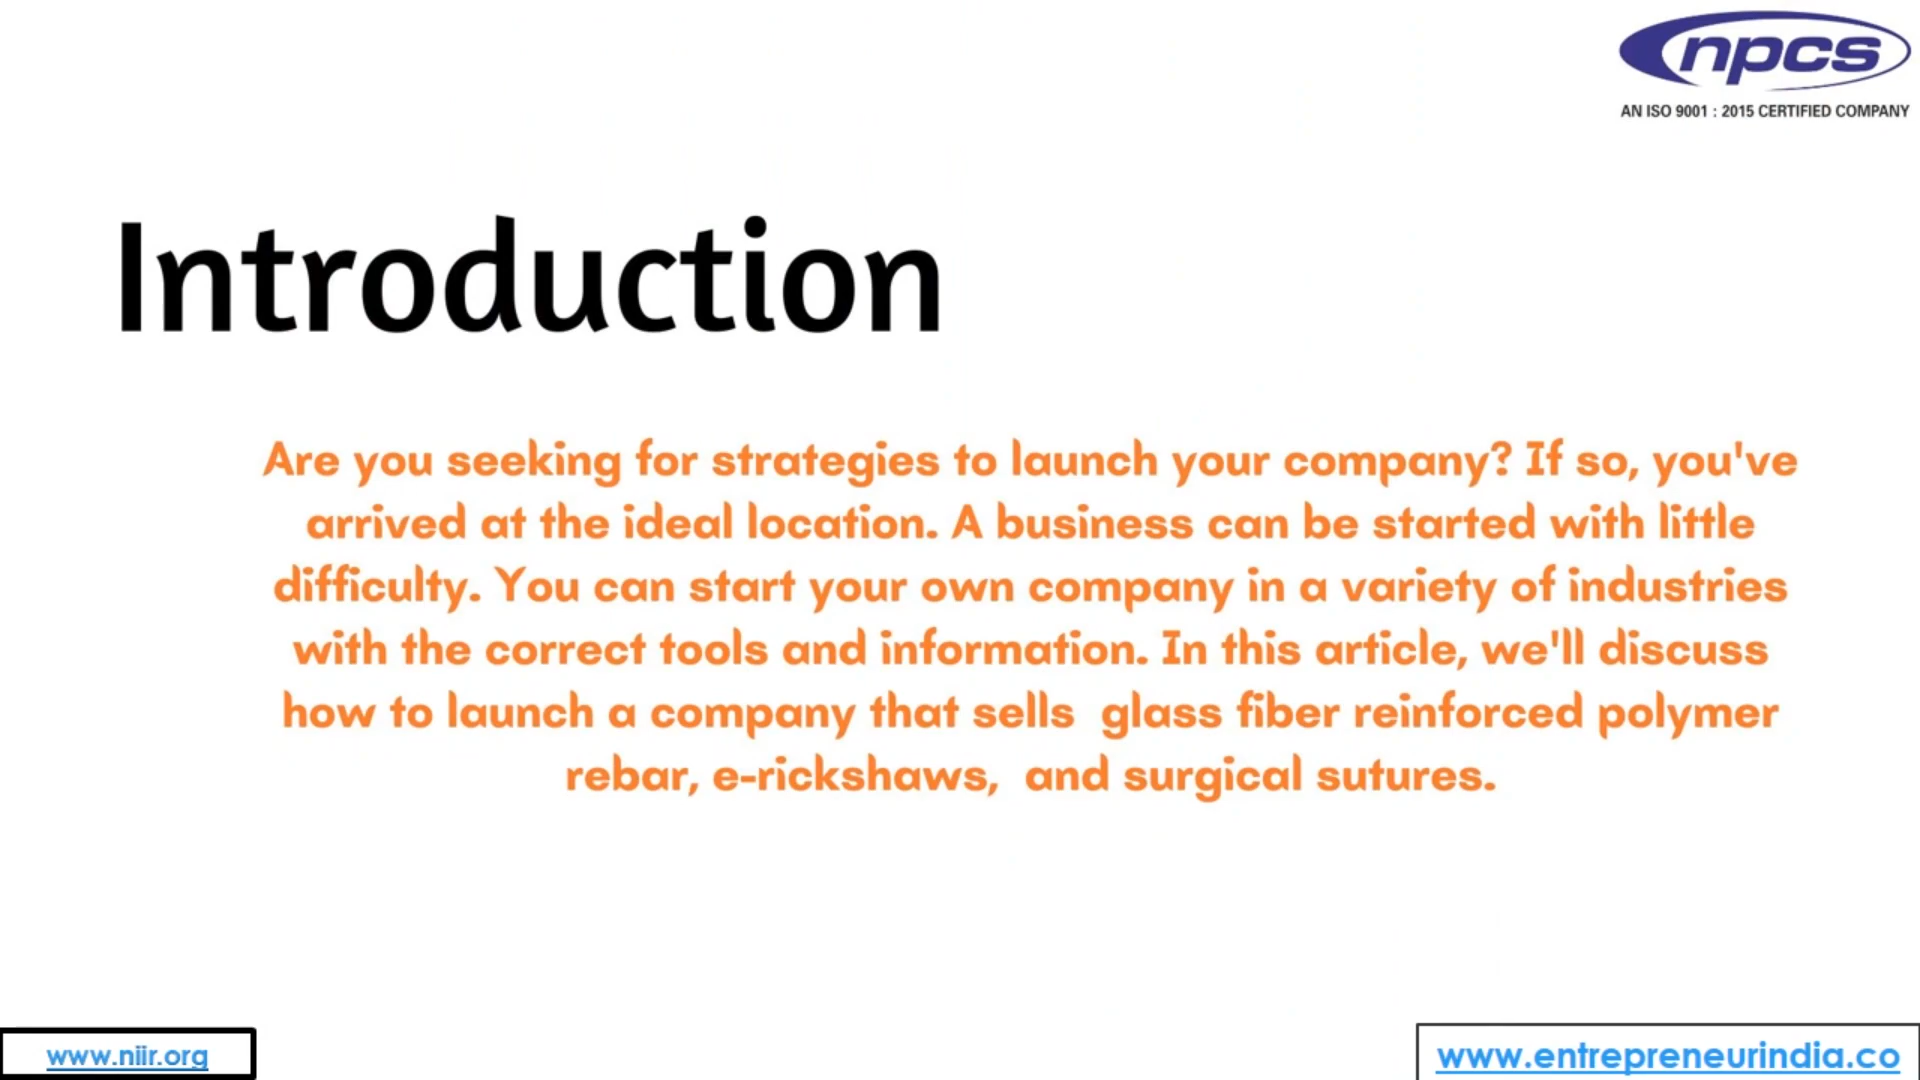 npcs
AN ISO 9001 : 2015 CERTIFIED COMPANY
Introduction
Are you seeking for strategies to launch your company? If so, you've
arrived at the ideal location. A business can be started with little
difficulty. You can start your own company in a variety of industries
with the correct tools and information. In this article, we'll discuss
how to launch a company that sells  glass fiber reinforced polymer
rebar, e-rickshaws,  and surgical sutures.
www.niir.org
www.entrepreneurindia.co